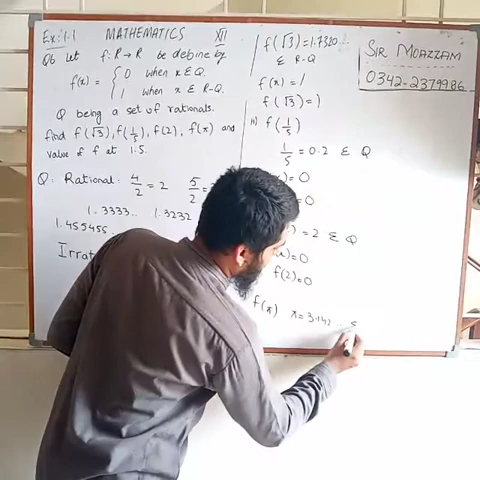 Ex: 1.1 MATHEMATICS XII
Q6 Let f: R → R be define by
f(x) = { 0 when x ∈ Q.
1 when x ∈ R-Q.
Q being a set of rationals.
find f(√3), f(1/5), f(2), f(π) and
value of f at 1.5.
Q: Rational: 4/2 = 2 5/2 =
1.3333.. 1.3232
1.455455..
f(√3) = 1.7320..
∈ R-Q
f(x) = 1
f(√3) = 1
ii) f(1/5)
1/5 = 0.2 ∈ Q
) = 0
= 0
) = 2 ∈ Q
) = 0
f(2) = 0
f(π) π = 3.142
SIR MOAZZAM
0342-2379986